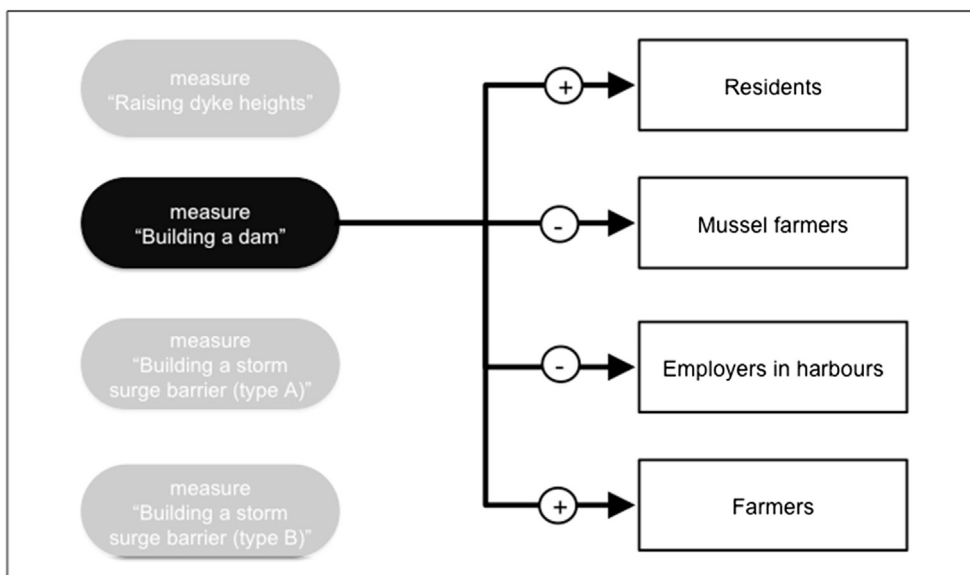 measure
“Raising dyke heights”
+
Residents
measure
“Building a dam”
-
Mussel farmers
measure
“Building a storm
surge barrier (type A)”
-
Employers in harbours
measure
“Building a storm
surge barrier (type B)”
+
Farmers